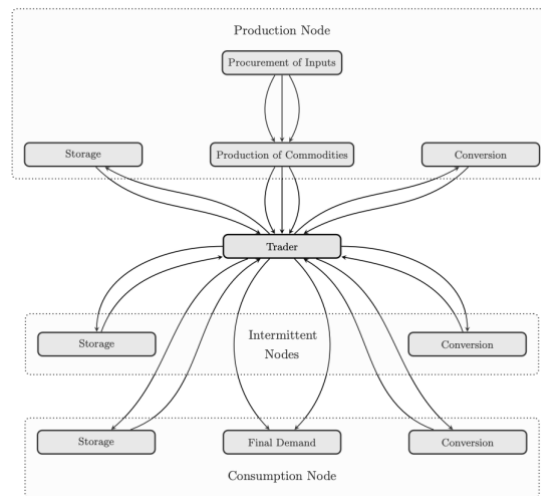 Production Node
Procurement of Inputs
Storage
Production of Commodities
Conversion
Trader
Storage
Intermittent
Nodes
Conversion
Storage
Final Demand
Conversion
Consumption Node